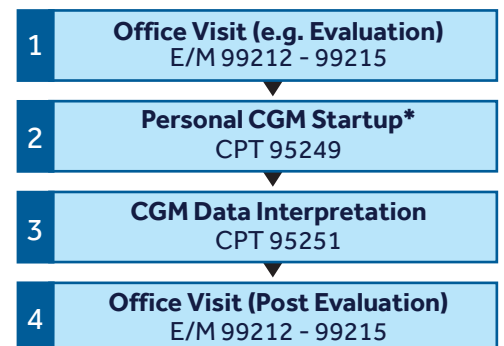 1
Office Visit (e.g. Evaluation)
E/M 99212 - 99215
2
Personal CGM Startup*
CPT 95249
3
CGM Data Interpretation
CPT 95251
4
Office Visit (Post Evaluation)
E/M 99212 - 99215